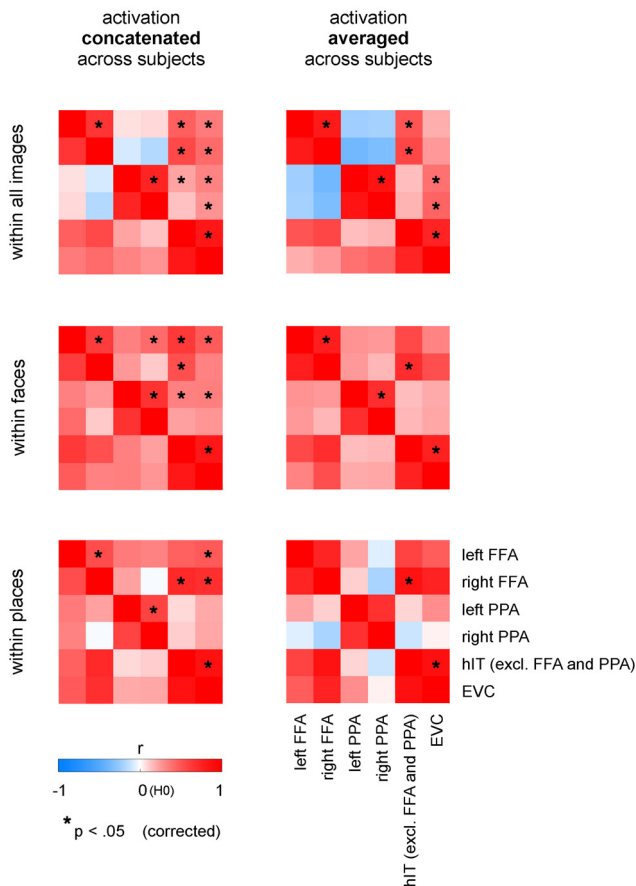 activation
concatenated
across subjects
activation
averaged
across subjects
within all images
* * *
* *
* * *
*
*
* *
*
*
*
*
within faces
* * * *
*
* * *
*
*
*
*
*
within places
* *
* *
*
*
*
*
left FFA
right FFA
left PPA
right PPA
hIT (excl. FFA and PPA)
EVC
left FFA
right FFA
left PPA
right PPA
hIT (excl. FFA and PPA)
EVC
r
-1 0 (H0) 1
* p < .05 (corrected)